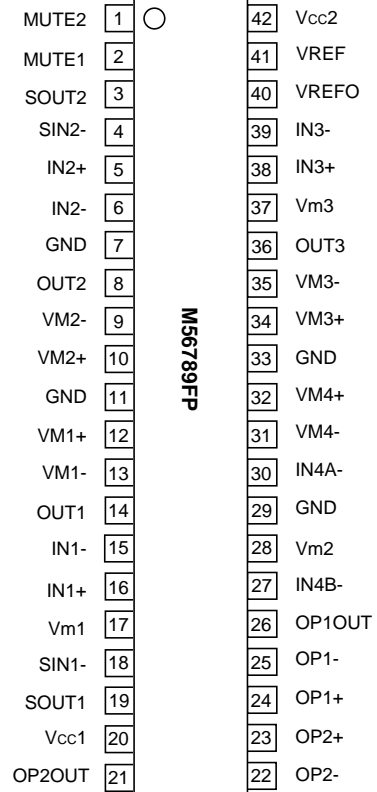 MUTE2 1 42 Vcc2
MUTE1 2 41 VREF
SOUT2 3 40 VREFO
SIN2- 4 39 IN3-
IN2+ 5 38 IN3+
IN2- 6 37 Vm3
GND 7 36 OUT3
OUT2 8 35 VM3-
VM2- 9 34 VM3+
VM2+ 10 33 GND
GND 11 32 VM4+
VM1+ 12 31 VM4-
VM1- 13 30 IN4A-
OUT1 14 29 GND
IN1- 15 28 Vm2
IN1+ 16 27 IN4B-
Vm1 17 26 OP1OUT
SIN1- 18 25 OP1-
SOUT1 19 24 OP1+
Vcc1 20 23 OP2+
OP2OUT 21 22 OP2-
M56789FP